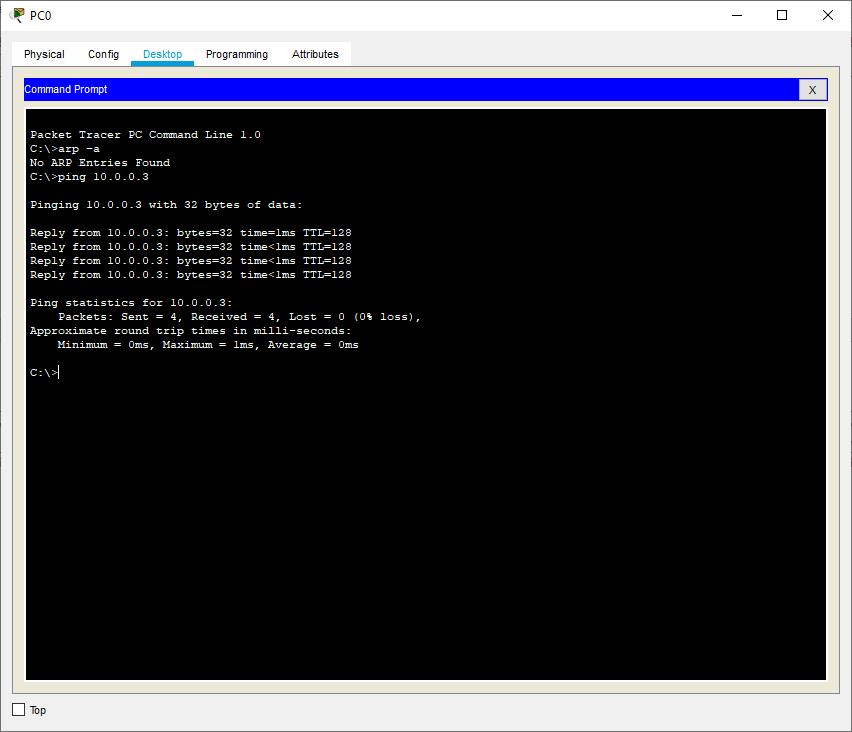 PC0
Physical Config Desktop Programming Attributes
Command Prompt X
Packet Tracer PC Command Line 1.0
C:\>arp -a
No ARP Entries Found
C:\>ping 10.0.0.3
Pinging 10.0.0.3 with 32 bytes of data:
Reply from 10.0.0.3: bytes=32 time=1ms TTL=128
Reply from 10.0.0.3: bytes=32 time<1ms TTL=128
Reply from 10.0.0.3: bytes=32 time<1ms TTL=128
Reply from 10.0.0.3: bytes=32 time<1ms TTL=128
Ping statistics for 10.0.0.3:
    Packets: Sent = 4, Received = 4, Lost = 0 (0% loss),
Approximate round trip times in milli-seconds:
    Minimum = 0ms, Maximum = 1ms, Average = 0ms
C:\>
Top